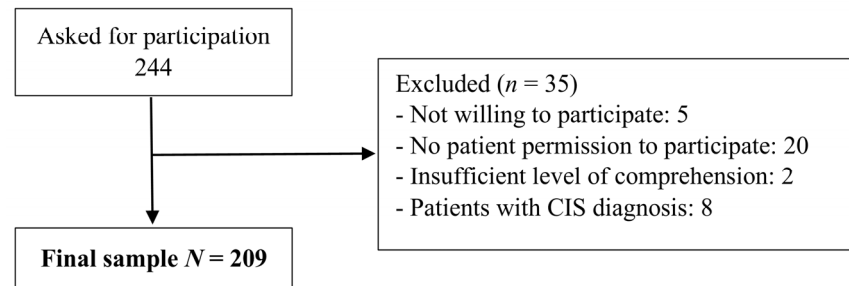 Asked for participation
244
Excluded (n = 35)
- Not willing to participate: 5
- No patient permission to participate: 20
- Insufficient level of comprehension: 2
- Patients with CIS diagnosis: 8
Final sample N = 209